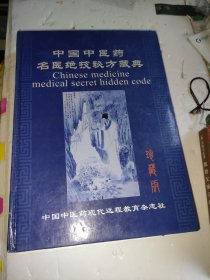 中国中医药
名医绝技秘方藏典
Chinese medicine
medical secret hidden code
珍藏版
中国中医药现代远程教育杂志社